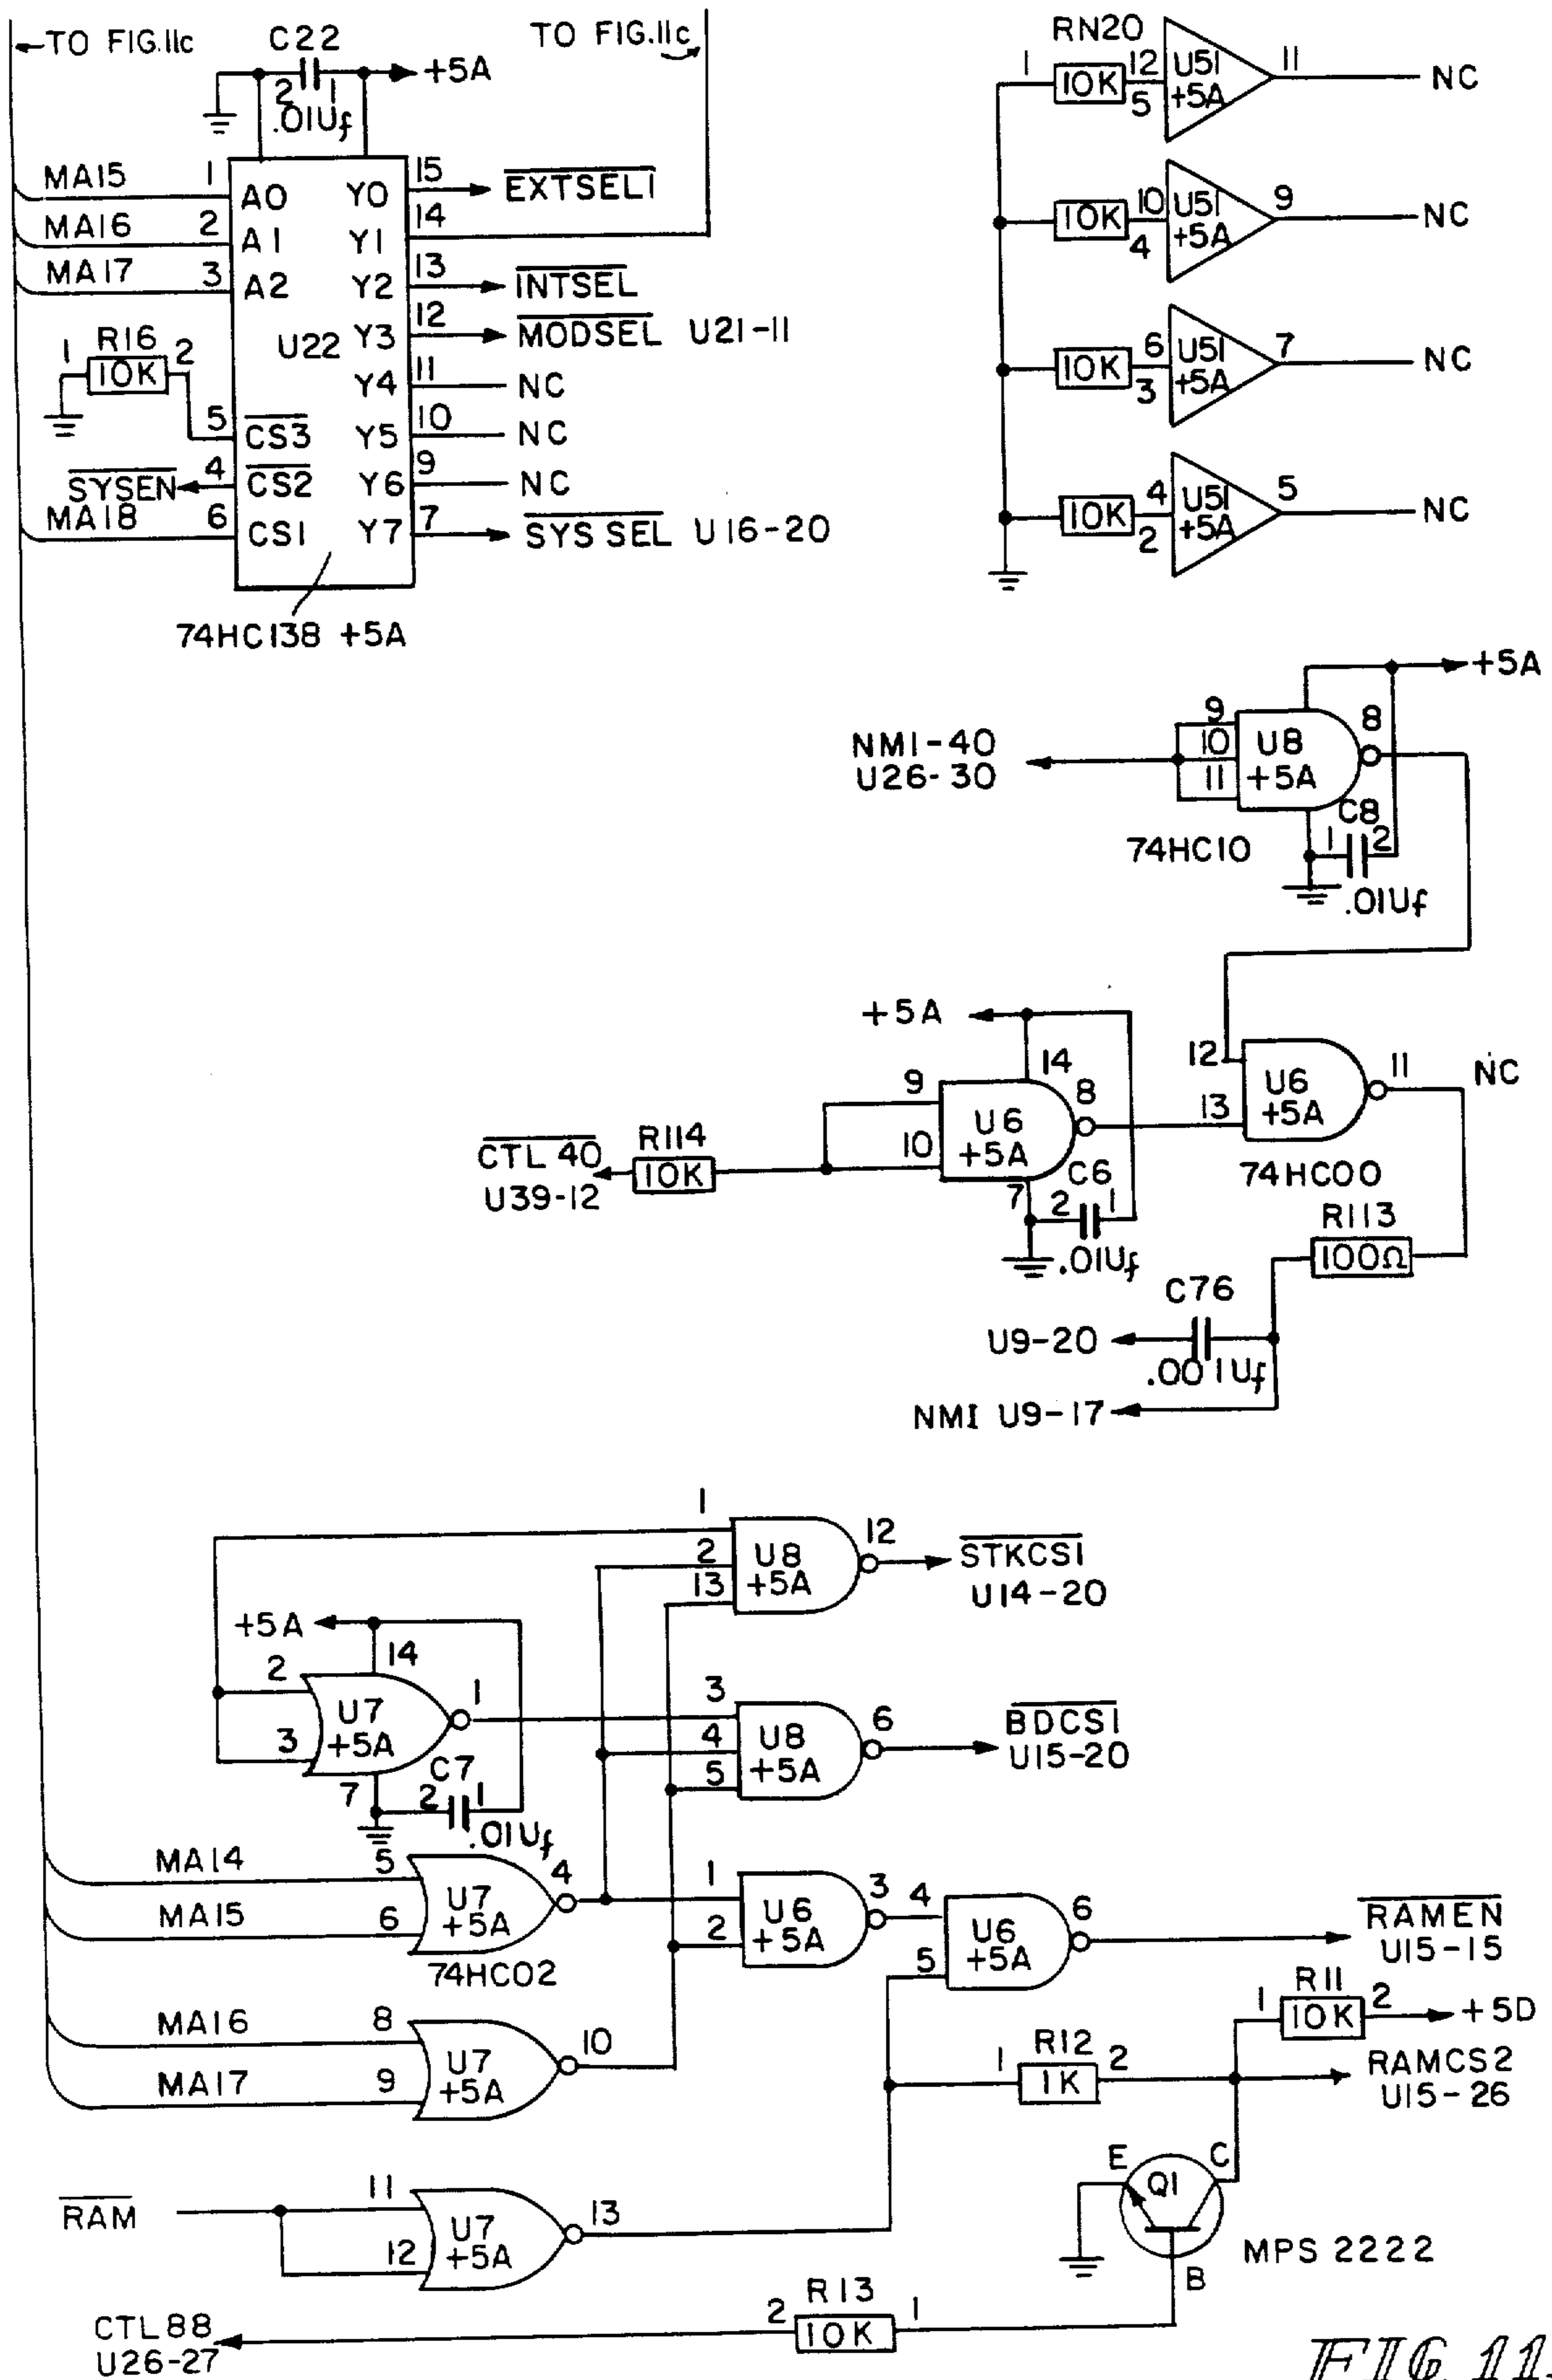 TO FIG.11c
C22
TO FIG.11c
+5A
2 1
.01Uf
MA15 1 A0 Y0 15 EXTSEL1
MA16 2 A1 Y1 14
MA17 3 A2 Y2 13 INTSEL
Y3 12 MODSEL U21-11
R16
1 10K 2
U22
Y4 11 NC
5 CS3 Y5 10 NC
SYSEN 4 CS2 Y6 9 NC
MA18 6 CS1 Y7 7 SYS SEL U16-20
74HC138 +5A
RN20
1 10K 12 5 U51 +5A 11 NC
10K 10 4 U51 +5A 9 NC
10K 6 3 U51 +5A 7 NC
10K 4 2 U51 +5A 5 NC
+5A
NMI-40
U26-30
9
10
11
U8
+5A
8
74HC10
C8
1 2
.01Uf
+5A
14
9
10
U6
+5A
8
12
13
U6
+5A
11
NC
CTL 40
U39-12
R114
10K
7
C6
2 1
.01Uf
74HC00
R113
100Ω
C76
U9-20
.001Uf
NMI U9-17
1
2
13
U8
+5A
12
STKCS1
U14-20
+5A
14
2
3
U7
+5A
1
7
C7
2 1
.01Uf
3
4
5
U8
+5A
6
BDCS1
U15-20
MA14 5
MA15 6
U7
+5A
4
74HC02
1
2
U6
+5A
3
4
5
U6
+5A
6
RAMEN
U15-15
MA16 8
MA17 9
U7
+5A
10
R11
1 10K 2 +5D
R12
1 1K 2
RAMCS2
U15-26
RAM
11
12
U7
+5A
13
E Q1 C
B
MPS 2222
R13
2 10K 1
CTL88
U26-27
FIG. 11